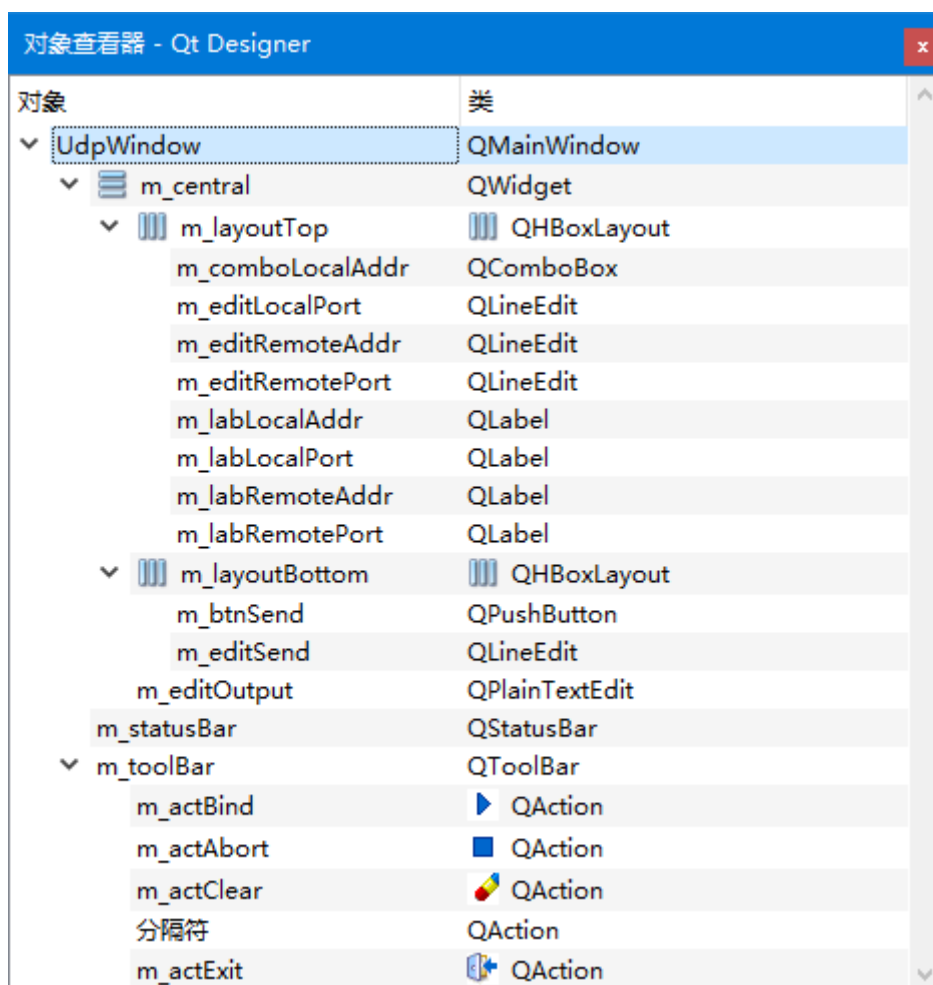 对象查看器 - Qt Designer
x
对象 类
UdpWindow QMainWindow
m_central QWidget
m_layoutTop QHBoxLayout
m_comboLocalAddr QComboBox
m_editLocalPort QLineEdit
m_editRemoteAddr QLineEdit
m_editRemotePort QLineEdit
m_labLocalAddr QLabel
m_labLocalPort QLabel
m_labRemoteAddr QLabel
m_labRemotePort QLabel
m_layoutBottom QHBoxLayout
m_btnSend QPushButton
m_editSend QLineEdit
m_editOutput QPlainTextEdit
m_statusBar QStatusBar
m_toolBar QToolBar
m_actBind QAction
m_actAbort QAction
m_actClear QAction
分隔符 QAction
m_actExit QAction